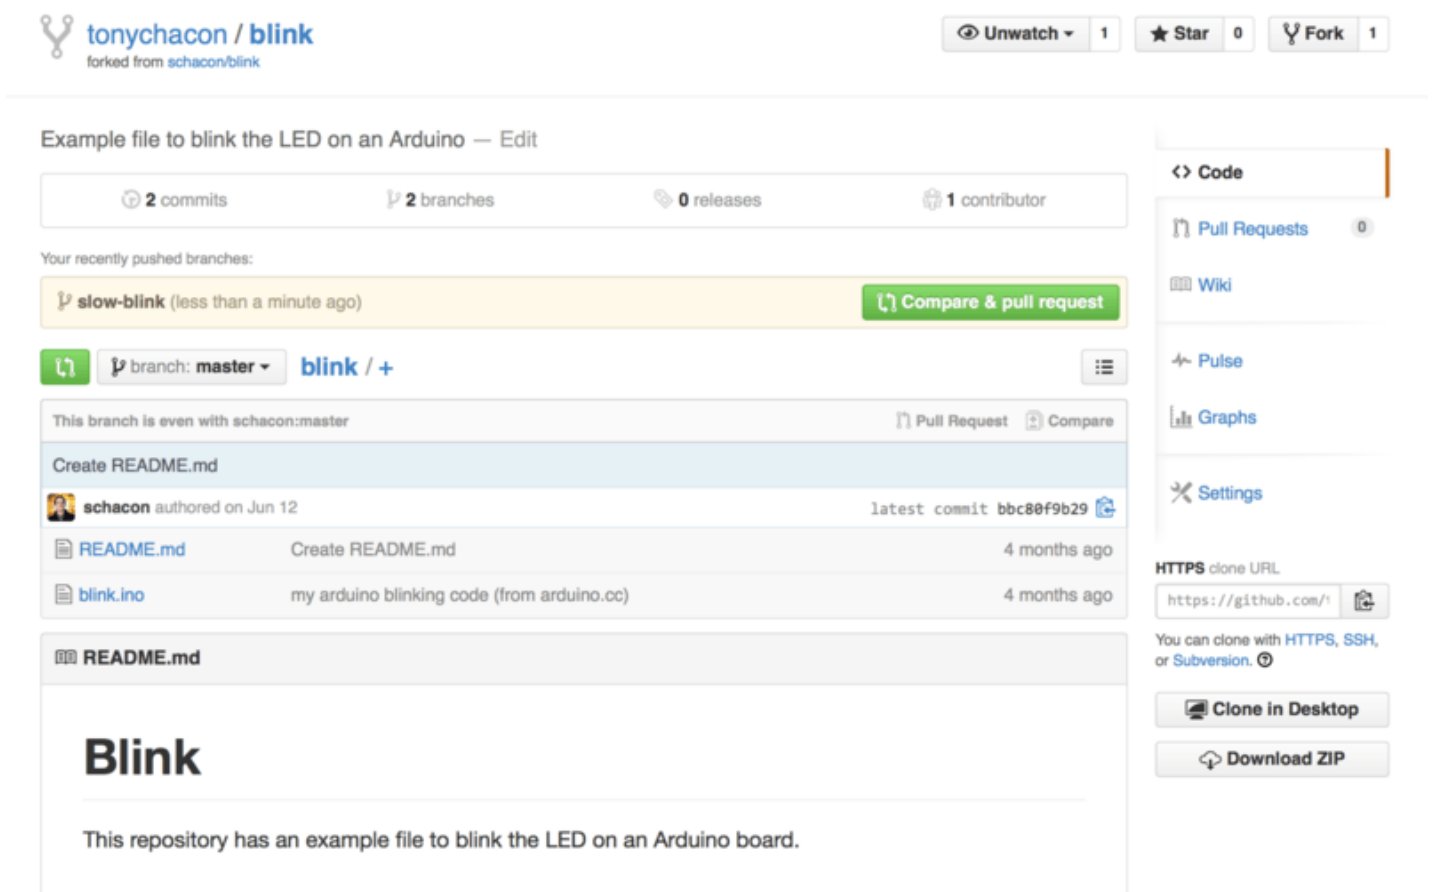 tonychacon / blink
forked from schacon/blink
Unwatch 1
Star 0
Fork 1
Example file to blink the LED on an Arduino — Edit
2 commits
2 branches
0 releases
1 contributor
Your recently pushed branches:
slow-blink (less than a minute ago)
Compare & pull request
branch: master
blink / +
This branch is even with schacon:master
Pull Request
Compare
Create README.md
schacon authored on Jun 12
latest commit bbc80f9b29
README.md Create README.md 4 months ago
blink.ino my arduino blinking code (from arduino.cc) 4 months ago
README.md
Blink
This repository has an example file to blink the LED on an Arduino board.
Code
Pull Requests 0
Wiki
Pulse
Graphs
Settings
HTTPS clone URL
https://github.com/
You can clone with HTTPS, SSH,
or Subversion.
Clone in Desktop
Download ZIP